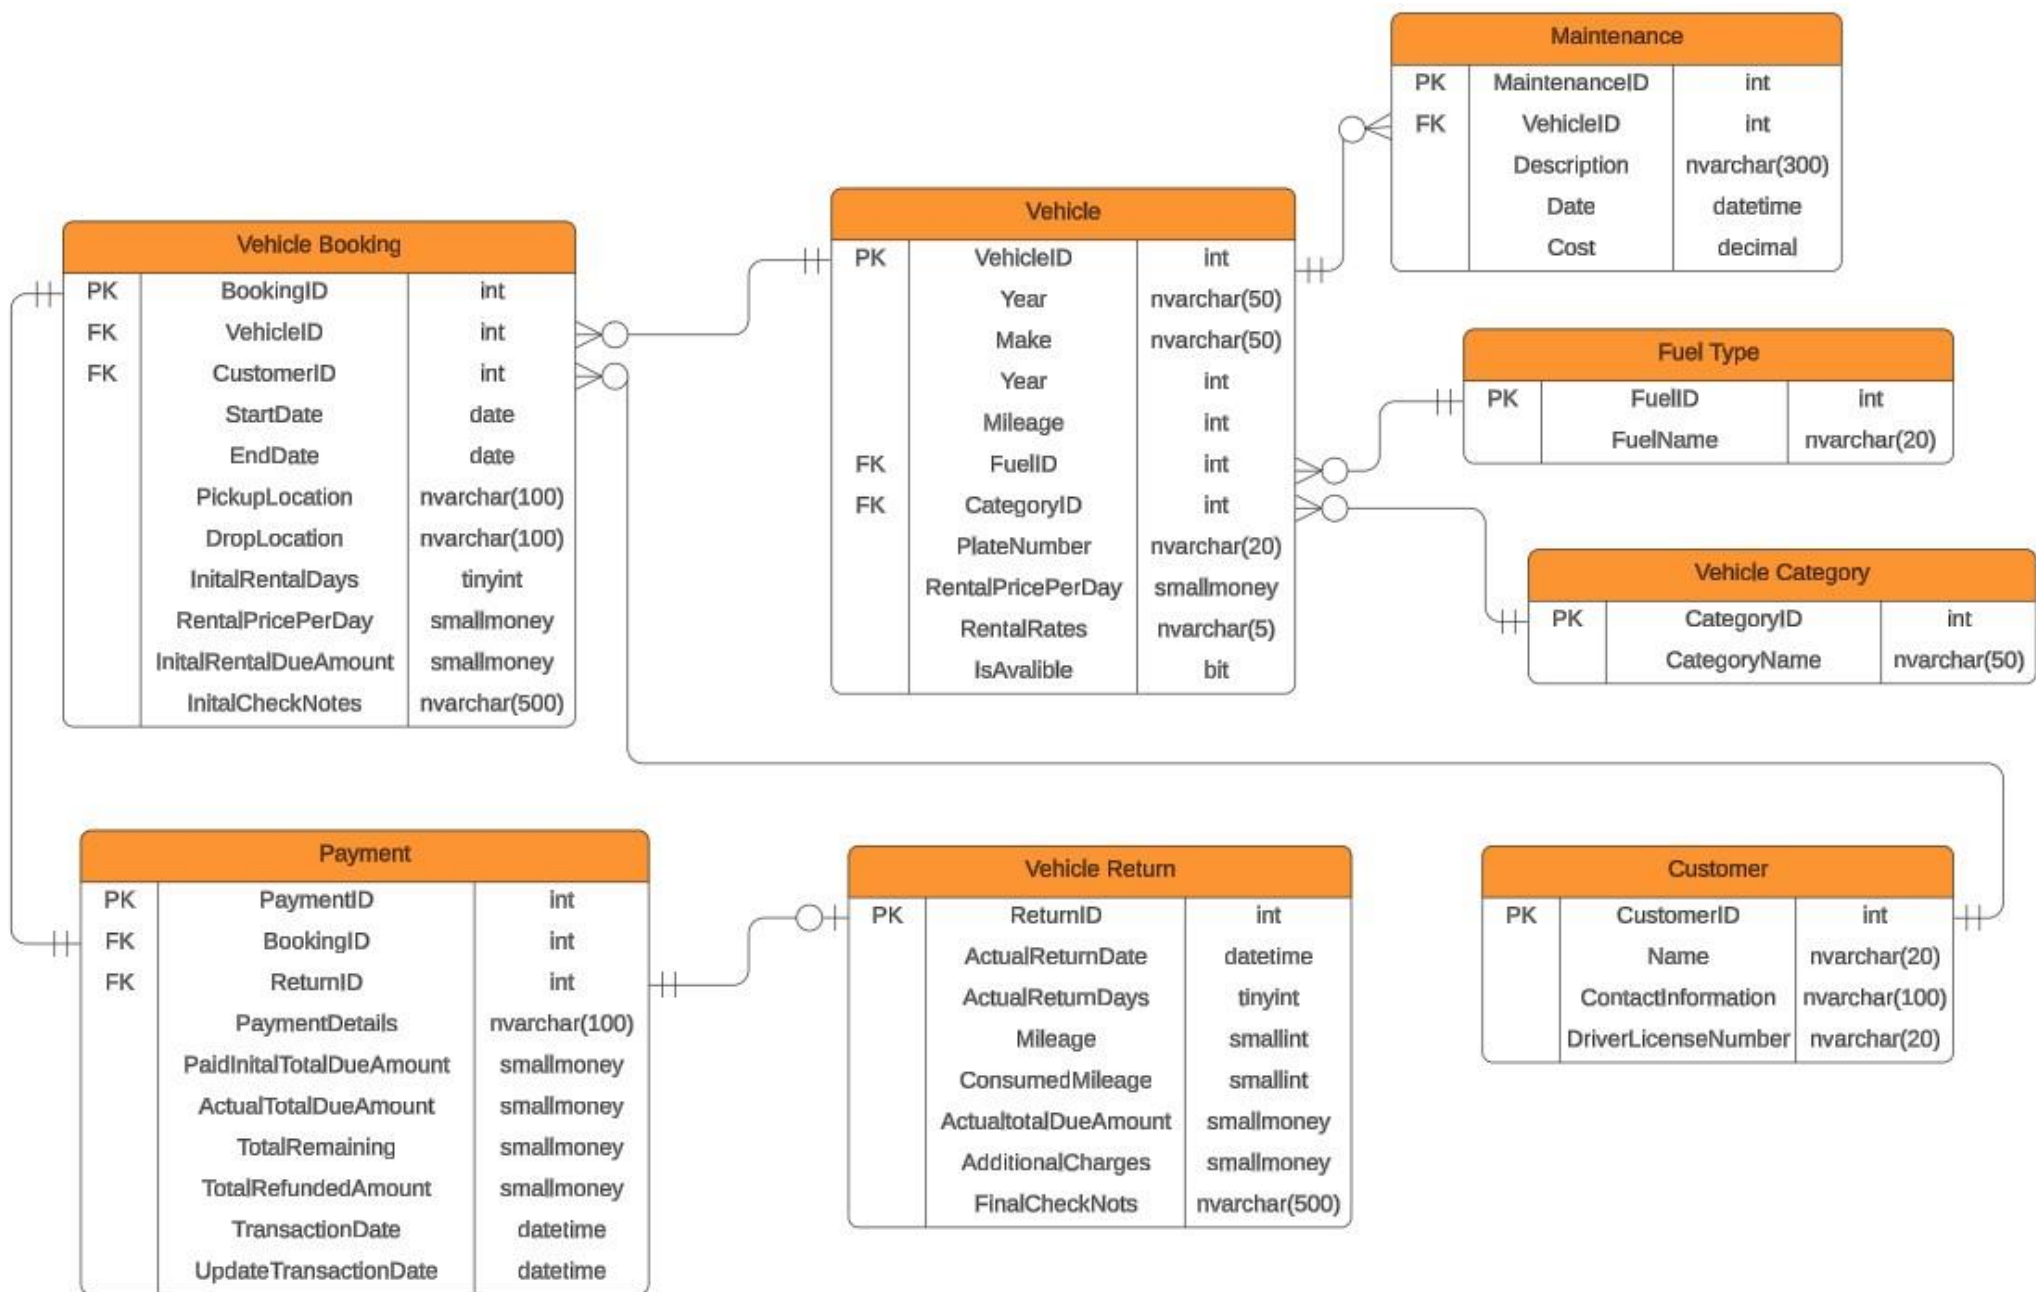 Maintenance
PK MaintenanceID int
FK VehicleID int
Description nvarchar(300)
Date datetime
Cost decimal
Vehicle
PK VehicleID int
Year nvarchar(50)
Make nvarchar(50)
Year int
Mileage int
FK FuelID int
FK CategoryID int
PlateNumber nvarchar(20)
RentalPricePerDay smallmoney
RentalRates nvarchar(5)
IsAvalible bit
Vehicle Booking
PK BookingID int
FK VehicleID int
FK CustomerID int
StartDate date
EndDate date
PickupLocation nvarchar(100)
DropLocation nvarchar(100)
InitalRentalDays tinyint
RentalPricePerDay smallmoney
InitalRentalDueAmount smallmoney
InitalCheckNotes nvarchar(500)
Fuel Type
PK FuelID int
FuelName nvarchar(20)
Vehicle Category
PK CategoryID int
CategoryName nvarchar(50)
Payment
PK PaymentID int
FK BookingID int
FK ReturnID int
PaymentDetails nvarchar(100)
PaidInitalTotalDueAmount smallmoney
ActualTotalDueAmount smallmoney
TotalRemaining smallmoney
TotalRefundedAmount smallmoney
TransactionDate datetime
UpdateTransactionDate datetime
Vehicle Return
PK ReturnID int
ActualReturnDate datetime
ActualReturnDays tinyint
Mileage smallint
ConsumedMileage smallint
ActualtotalDueAmount smallmoney
AdditionalCharges smallmoney
FinalCheckNots nvarchar(500)
Customer
PK CustomerID int
Name nvarchar(20)
ContactInformation nvarchar(100)
DriverLicenseNumber nvarchar(20)